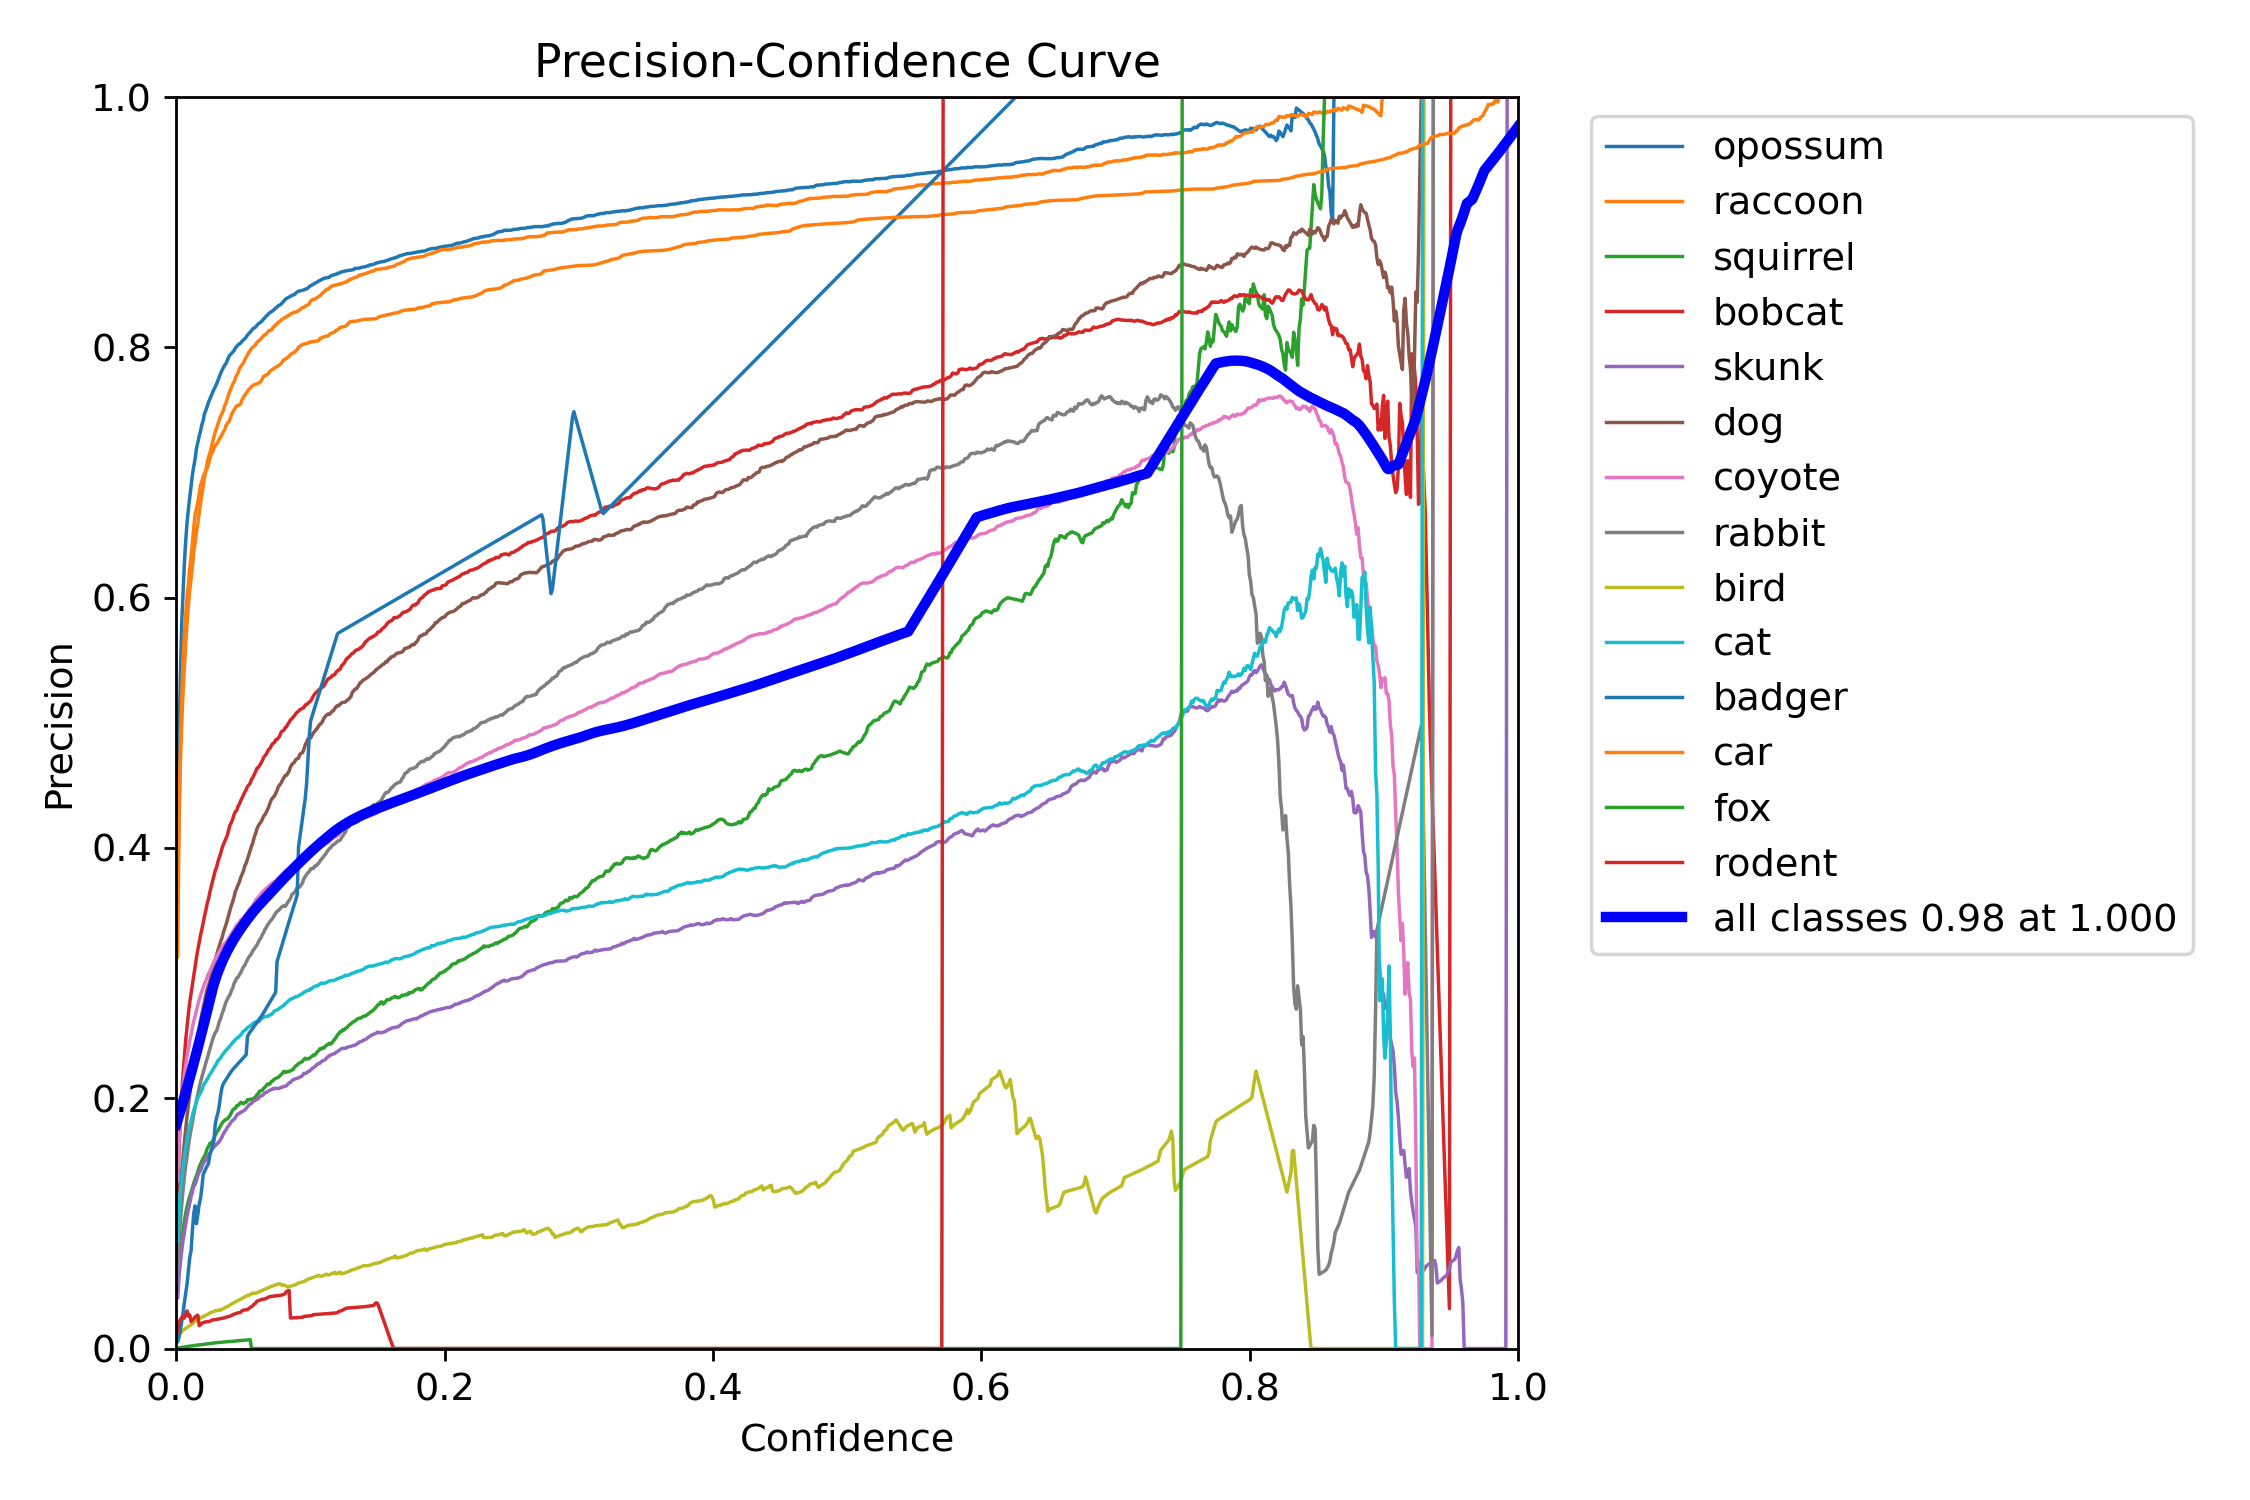 Precision-Confidence Curve
1.0
0.8
0.6
0.4
0.2
0.0
Precision
0.0 0.2 0.4 0.6 0.8 1.0
Confidence
opossum
raccoon
squirrel
bobcat
skunk
dog
coyote
rabbit
bird
cat
badger
car
fox
rodent
all classes 0.98 at 1.000